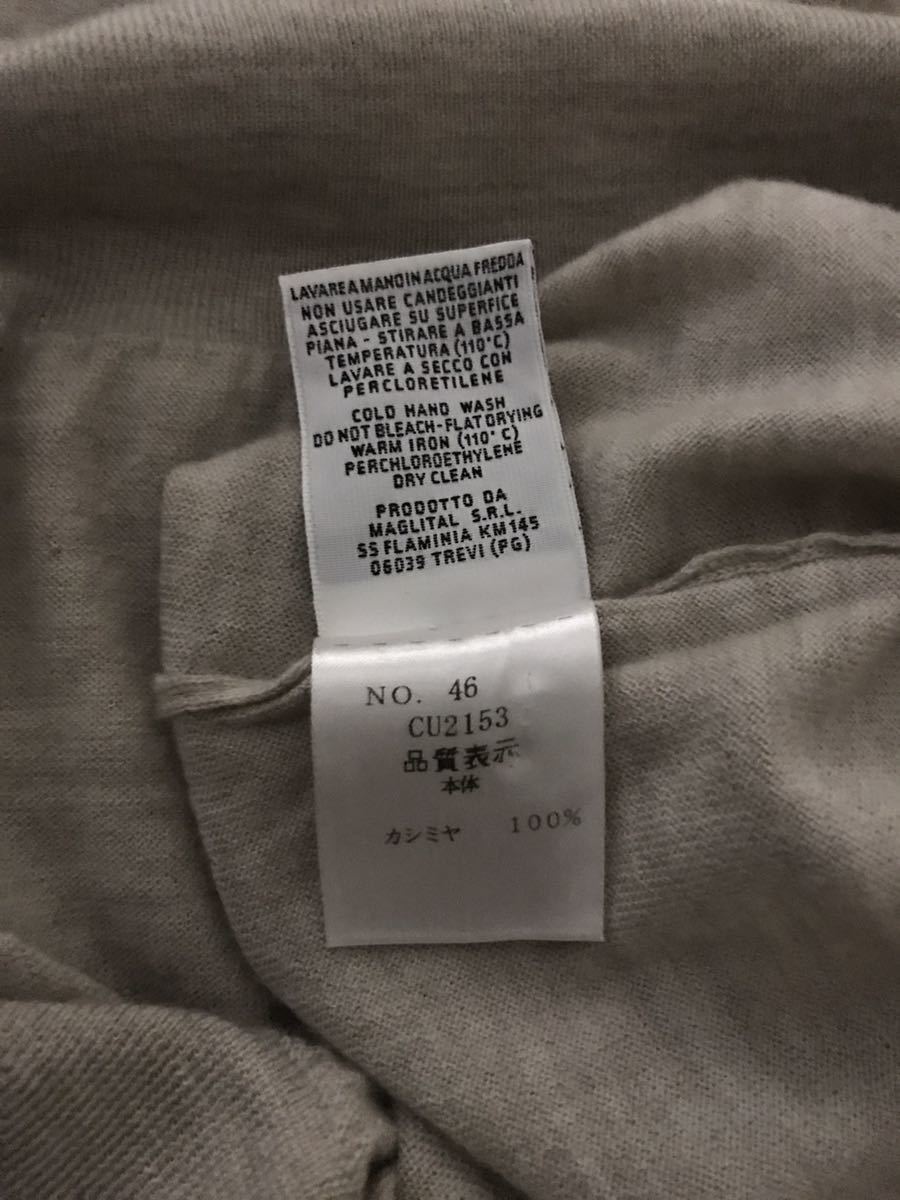 LAVARE A MANO IN ACQUA FREDDA
NON USARE CANDEGGIANTI
ASCIUGARE SU SUPERFICE
PIANA - STIRARE A BASSA
TEMPERATURA (110°C)
LAVARE A SECCO CON
PERCLORETILENE
COLD HAND WASH
DO NOT BLEACH-FLAT DRYING
WARM IRON (110°C)
PERCHLOROETHYLENE
DRY CLEAN
PRODOTTO DA
MAGLITAL S.R.L.
SS FLAMINIA KM 145
06039 TREVI (PG)
NO. 46
CU2153
品質表示
本体
カシミヤ 100%